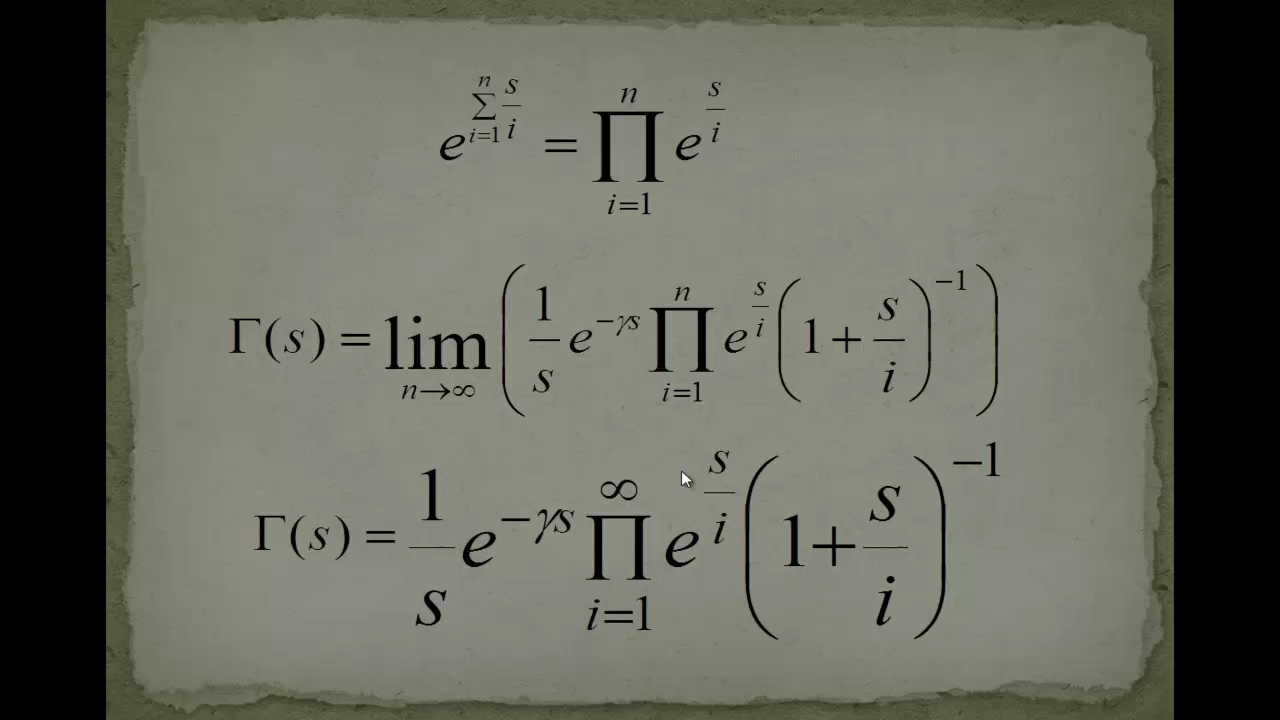 e^{\sum_{i=1}^{n} \frac{s}{i}} = \prod_{i=1}^{n} e^{\frac{s}{i}}
\Gamma(s) = \lim_{n \to \infty} \left( \frac{1}{s} e^{-\gamma s} \prod_{i=1}^{n} e^{\frac{s}{i}} \left( 1 + \frac{s}{i} \right)^{-1} \right)
\Gamma(s) = \frac{1}{s} e^{-\gamma s} \prod_{i=1}^{\infty} e^{\frac{s}{i}} \left( 1 + \frac{s}{i} \right)^{-1}